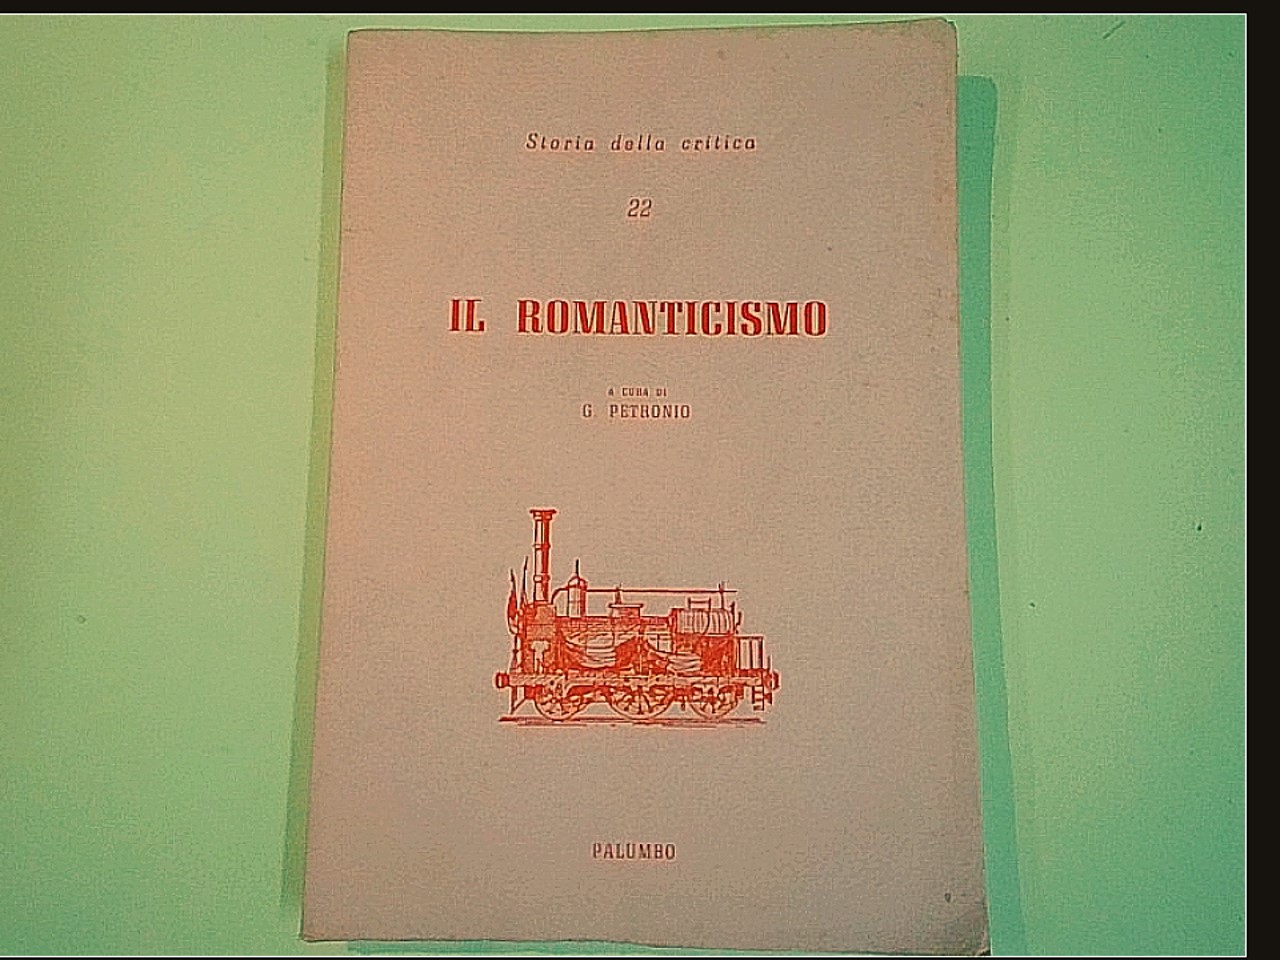 Storia della critica
22
IL ROMANTICISMO
A CURA DI
G. PETRONIO
PALUMBO